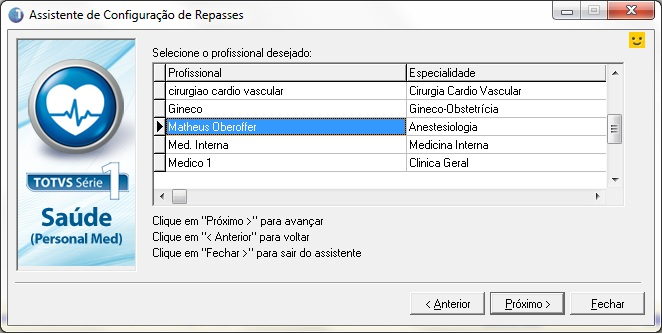 Assistente de Configuração de Repasses
Selecione o profissional desejado:
Profissional Especialidade
cirurgiao cardio vascular Cirurgia Cardio Vascular
Gineco Gineco-Obstetrícia
Matheus Oberoffer Anestesiologia
Med. Interna Medicina Interna
Medico 1 Clinica Geral
TOTVS Série 1
Saúde
(Personal Med)
Clique em "Próximo >" para avançar
Clique em "< Anterior" para voltar
Clique em "Fechar >" para sair do assistente
< Anterior Próximo > Fechar